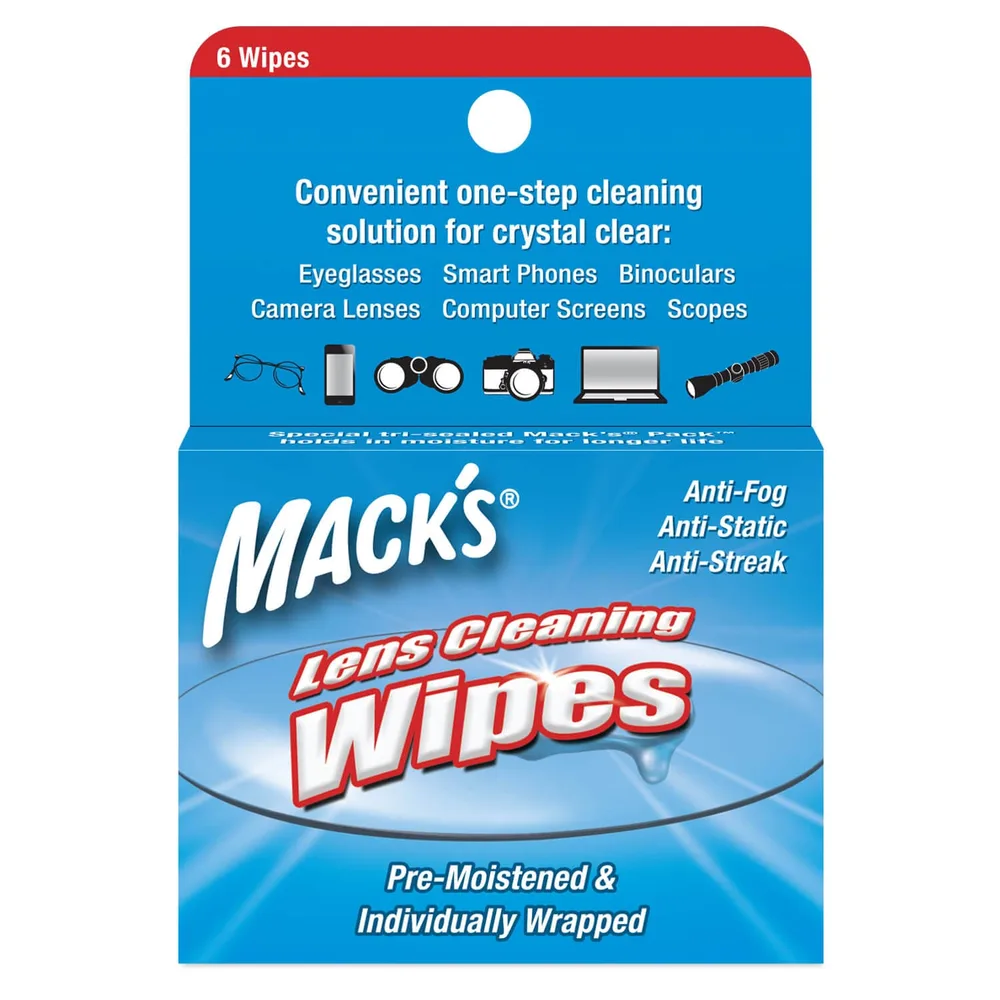 6 Wipes
Convenient one-step cleaning
solution for crystal clear:
Eyeglasses Smart Phones Binoculars
Camera Lenses Computer Screens Scopes
Special tri-sealed Mack's® Pack™
holds in moisture for longer life
MACK'S®
Anti-Fog
Anti-Static
Anti-Streak
Lens Cleaning
Wipes
Pre-Moistened &
Individually Wrapped